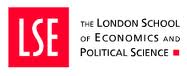 LSE
THE LONDON SCHOOL
OF ECONOMICS AND
POLITICAL SCIENCE ■